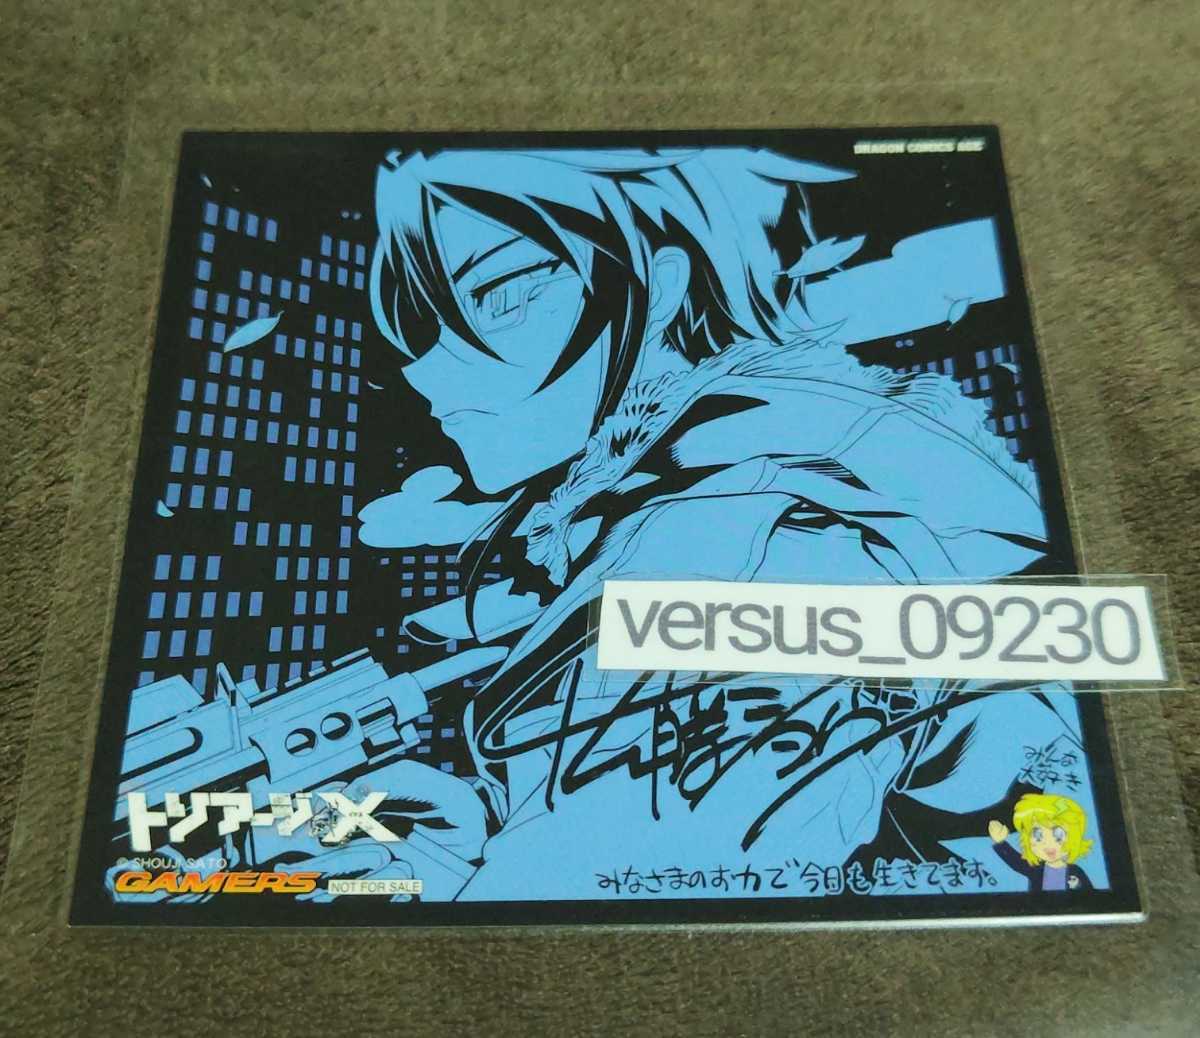 DRAGON COMICS AGE
versus_09230
みんな
大好き
トリアージX
© SHOUJI SATO
GAMERS NOT FOR SALE
みなさまのお力で今日も生きてます。